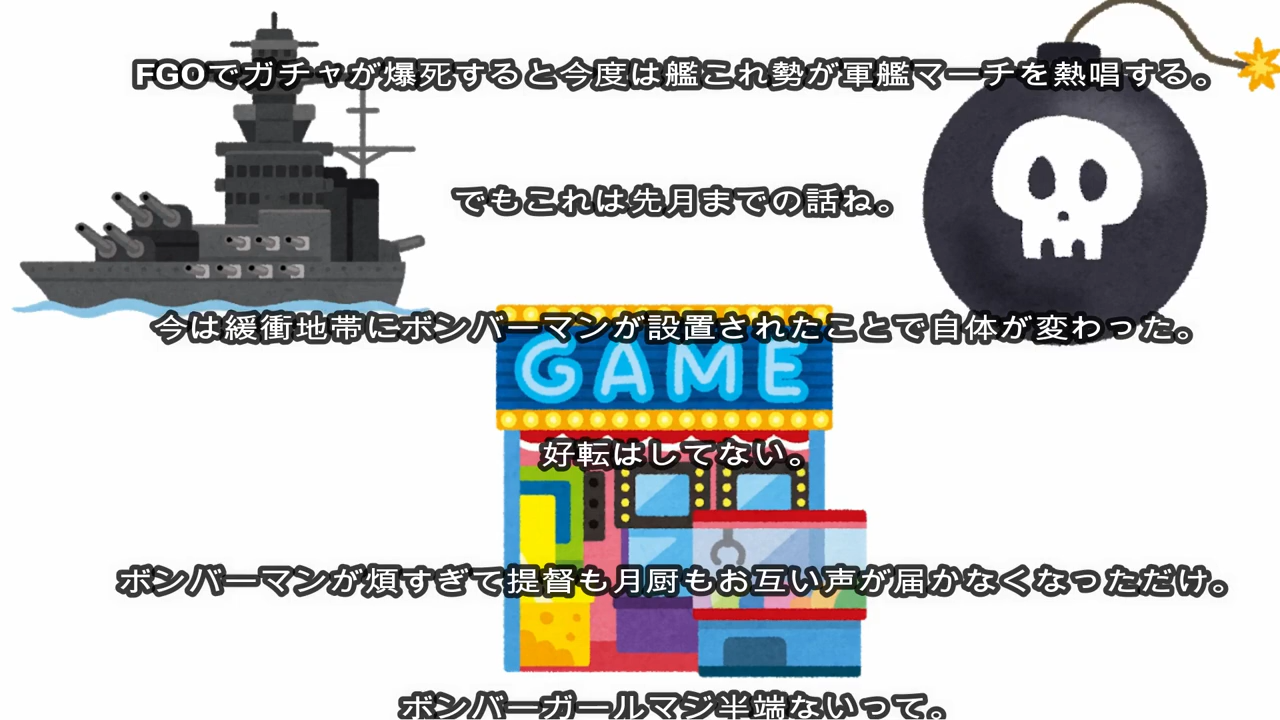 FGOでガチャが爆死すると今度は艦これ勢が軍艦マーチを熱唱する。
でもこれは先月までの話ね。
今は緩衝地帯にボンバーマンが設置されたことで自体が変わった。
GAME
好転はしてない。
ボンバーマンが煩すぎて提督も月厨もお互い声が届かなくなっただけ。
ボンバーガールマジ半端ないって。